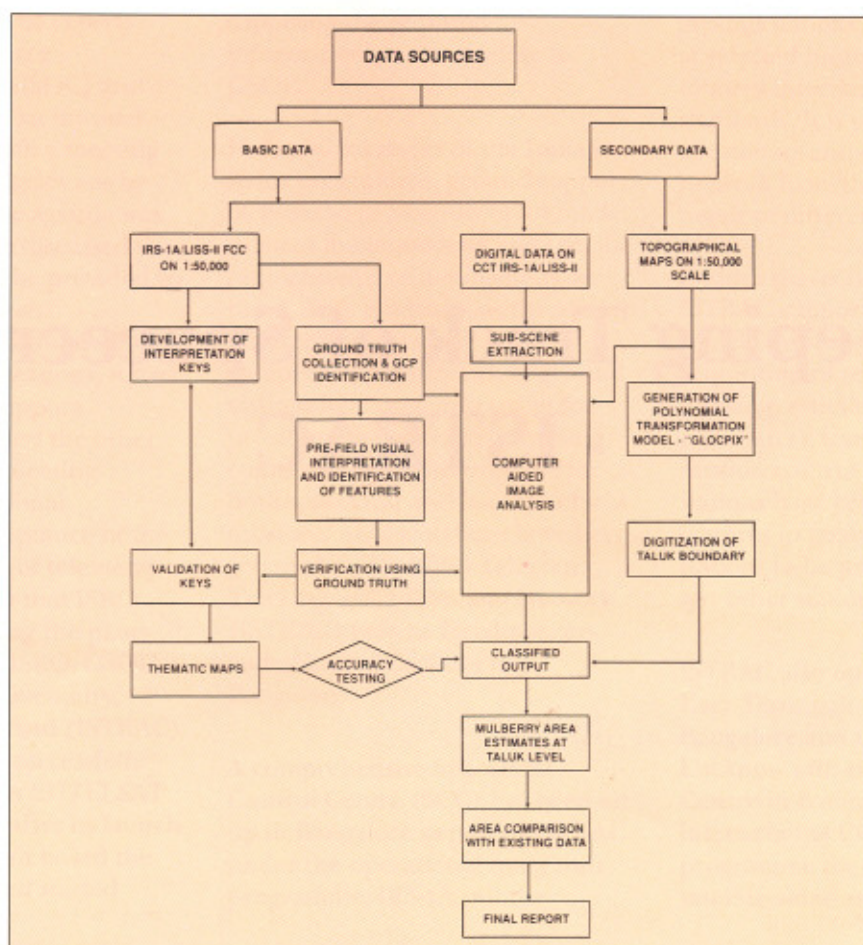 DATA SOURCES
BASIC DATA
SECONDARY DATA
IRS-1A/LISS-II FCC
ON 1:50,000
DIGITAL DATA ON
CCT IRS-1A/LISS-II
TOPOGRAPHICAL
MAPS ON 1:50,000
SCALE
DEVELOPMENT OF
INTERPRETATION
KEYS
GROUND TRUTH
COLLECTION & GCP
IDENTIFICATION
SUB-SCENE
EXTRACTION
GENERATION OF
POLYNOMIAL
TRANSFORMATION
MODEL - "GLOCPIX"
PRE-FIELD VISUAL
INTERPRETATION
AND IDENTIFICATION
OF FEATURES
COMPUTER
AIDED
IMAGE
ANALYSIS
DIGITIZATION OF
TALUK BOUNDARY
VALIDATION OF
KEYS
VERIFICATION USING
GROUND TRUTH
THEMATIC MAPS
ACCURACY
TESTING
CLASSIFIED
OUTPUT
MULBERRY AREA
ESTIMATES AT
TALUK LEVEL
AREA COMPARISON
WITH EXISTING DATA
FINAL REPORT